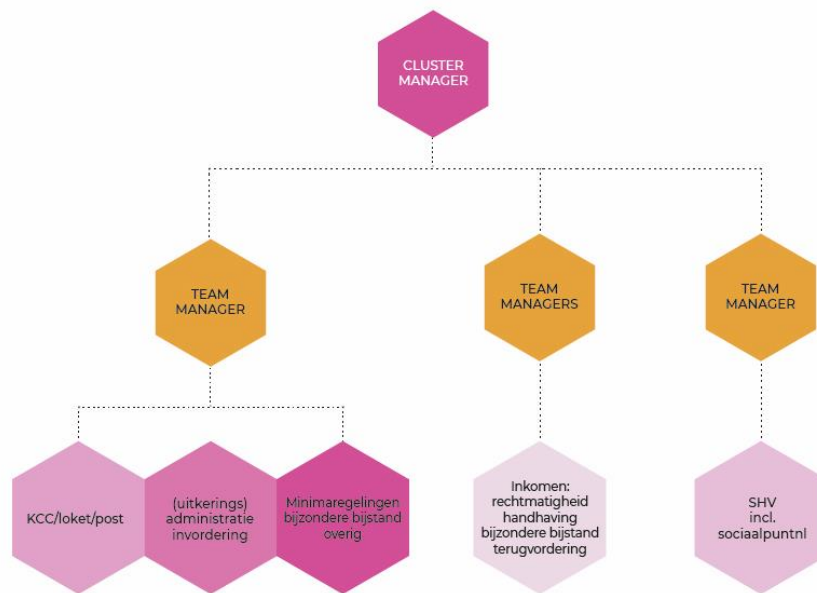 CLUSTER
MANAGER
TEAM
MANAGER
TEAM
MANAGERS
TEAM
MANAGER
KCC/loket/post
(uitkerings)
administratie
invordering
Minimaregelingen
bijzondere bijstand
overig
Inkomen:
rechtmatigheid
handhaving
bijzondere bijstand
terugvordering
SHV
incl.
sociaalpuntnl